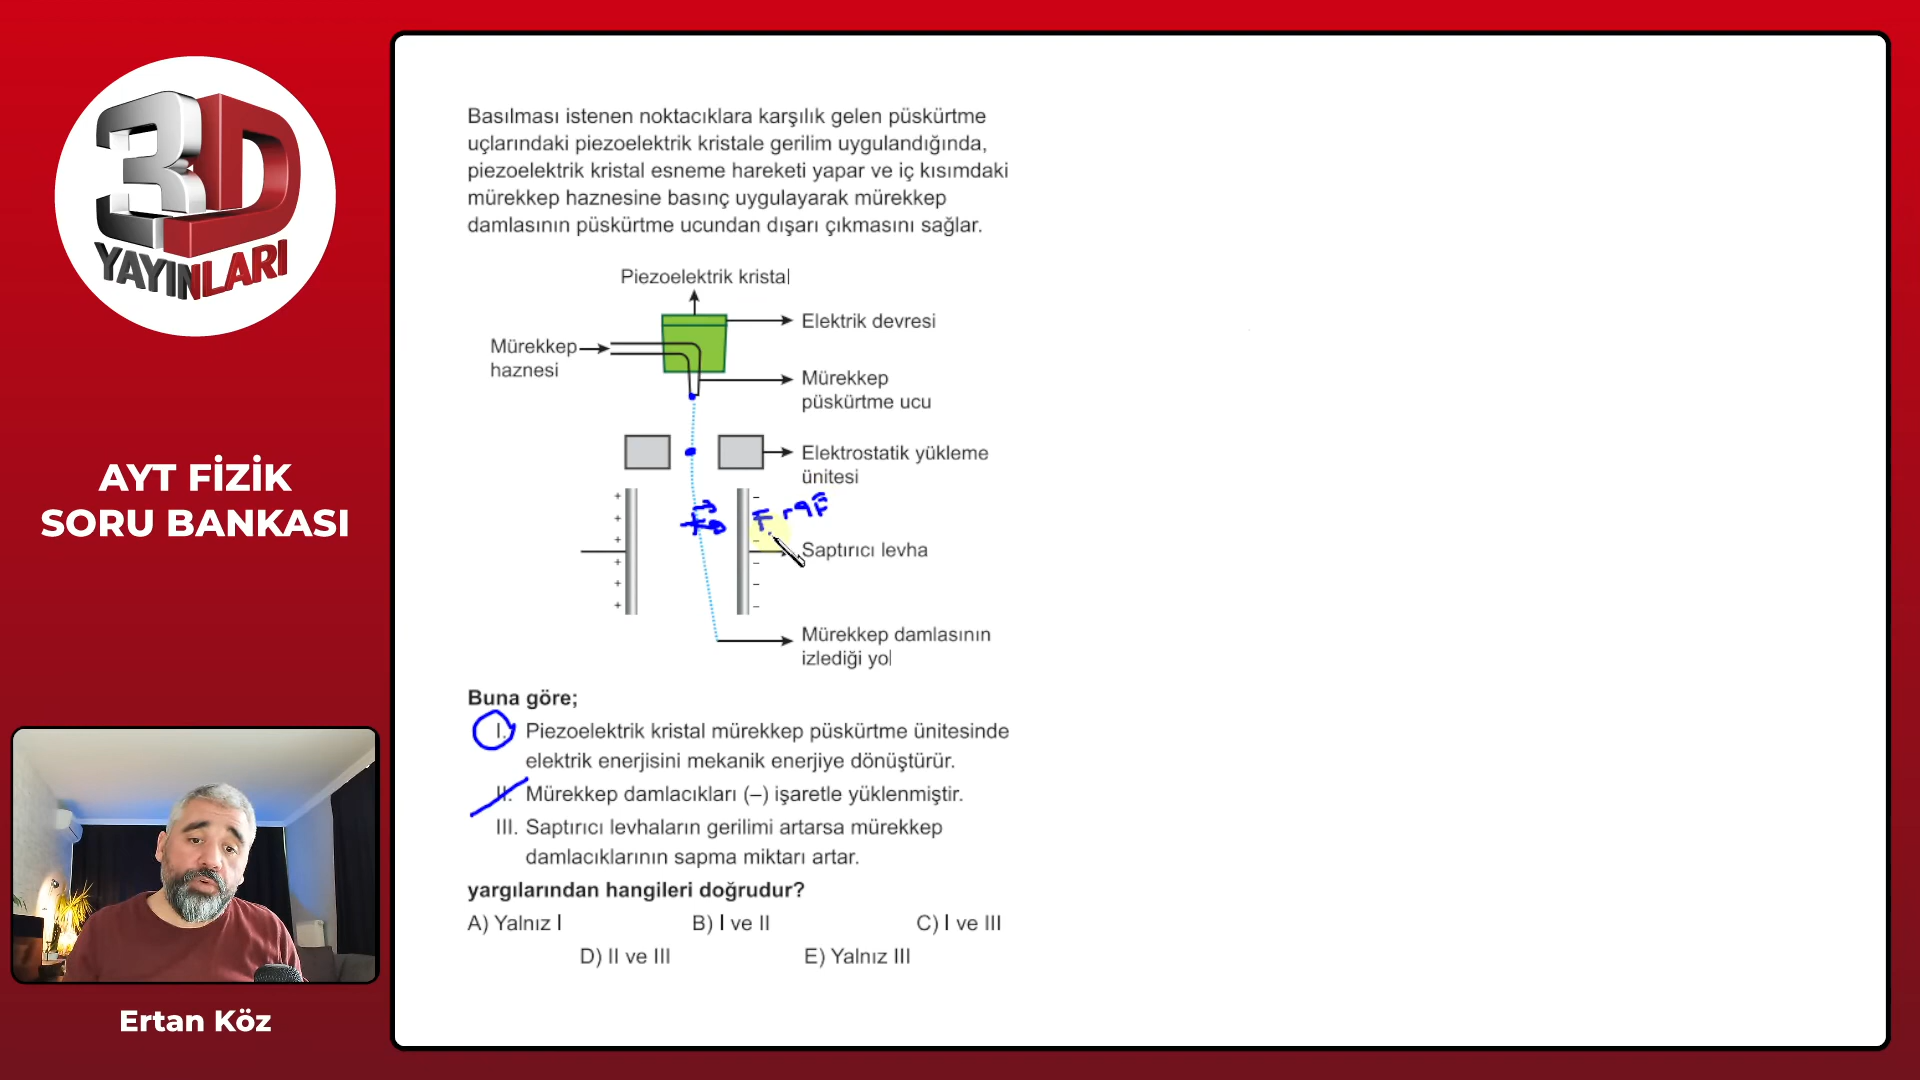 3D
YAYINLARI
AYT FİZİK
SORU BANKASI
Ertan Köz
Basılması istenen noktacıklara karşılık gelen püskürtme
uçlarındaki piezoelektrik kristale gerilim uygulandığında,
piezoelektrik kristal esneme hareketi yapar ve iç kısımdaki
mürekkep haznesine basınç uygulayarak mürekkep
damlasının püskürtme ucundan dışarı çıkmasını sağlar.
Piezoelektrik kristal
Elektrik devresi
Mürekkep
haznesi
Mürekkep
püskürtme ucu
Elektrostatik yükleme
ünitesi
Saptırıcı levha
Mürekkep damlasının
izlediği yol
Buna göre;
I. Piezoelektrik kristal mürekkep püskürtme ünitesinde
elektrik enerjisini mekanik enerjiye dönüştürür.
II. Mürekkep damlacıkları (–) işaretle yüklenmiştir.
III. Saptırıcı levhaların gerilimi artarsa mürekkep
damlacıklarının sapma miktarı artar.
yargılarından hangileri doğrudur?
A) Yalnız I B) I ve II C) I ve III
D) II ve III E) Yalnız III